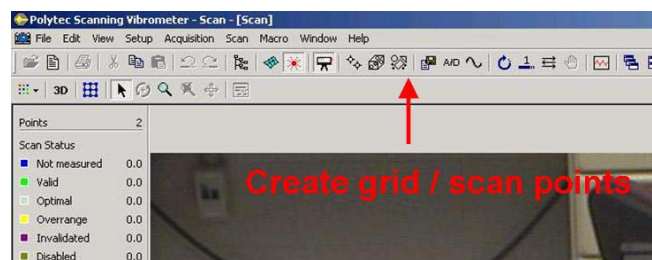 Polytec Scanning Vibrometer - Scan - [Scan]
File Edit View Setup Acquisition Scan Macro Window Help
A/D 1
3D
Points 2
Scan Status
Not measured 0.0
Valid 0.0
Optimal 0.0
Overrange 0.0
Invalidated 0.0
Disabled 0.0
Create grid / scan points